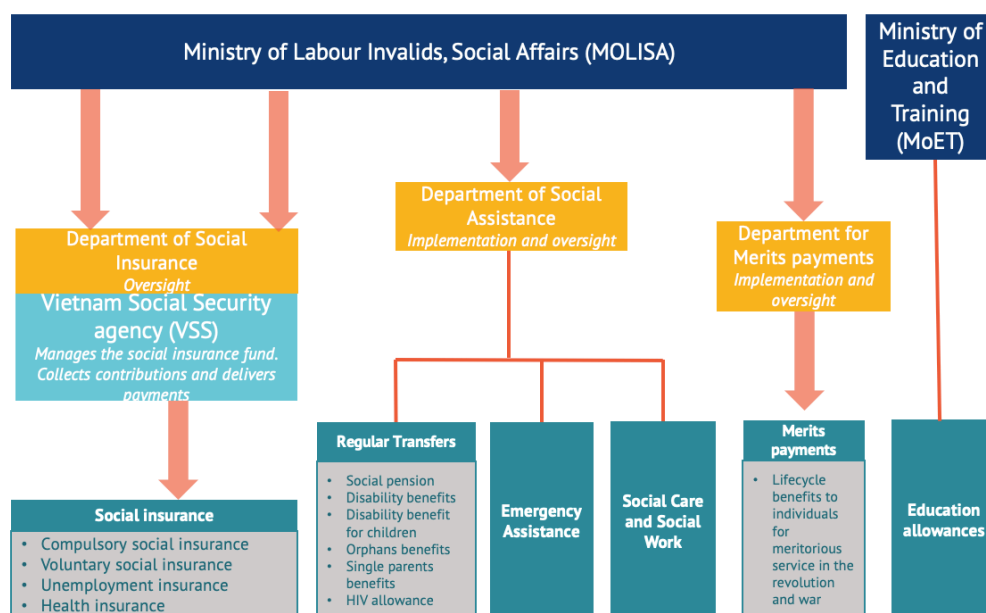 Ministry of Labour Invalids, Social Affairs (MOLISA)
Ministry of
Education
and
Training
(MoET)
Department of Social
Insurance
Oversight
Vietnam Social Security
agency (VSS)
Manages the social insurance fund.
Collects contributions and delivers
payments
Department of Social
Assistance
Implementation and oversight
Department for
Merits payments
Implementation and
oversight
Social insurance
• Compulsory social insurance
• Voluntary social insurance
• Unemployment insurance
• Health insurance
Regular Transfers
• Social pension
• Disability benefits
• Disability benefit
for children
• Orphans benefits
• Single parents
benefits
• HIV allowance
Emergency
Assistance
Social Care
and Social
Work
Merits
payments
• Lifecycle
benefits to
individuals
for
meritorious
service in the
revolution
and war
Education
allowances